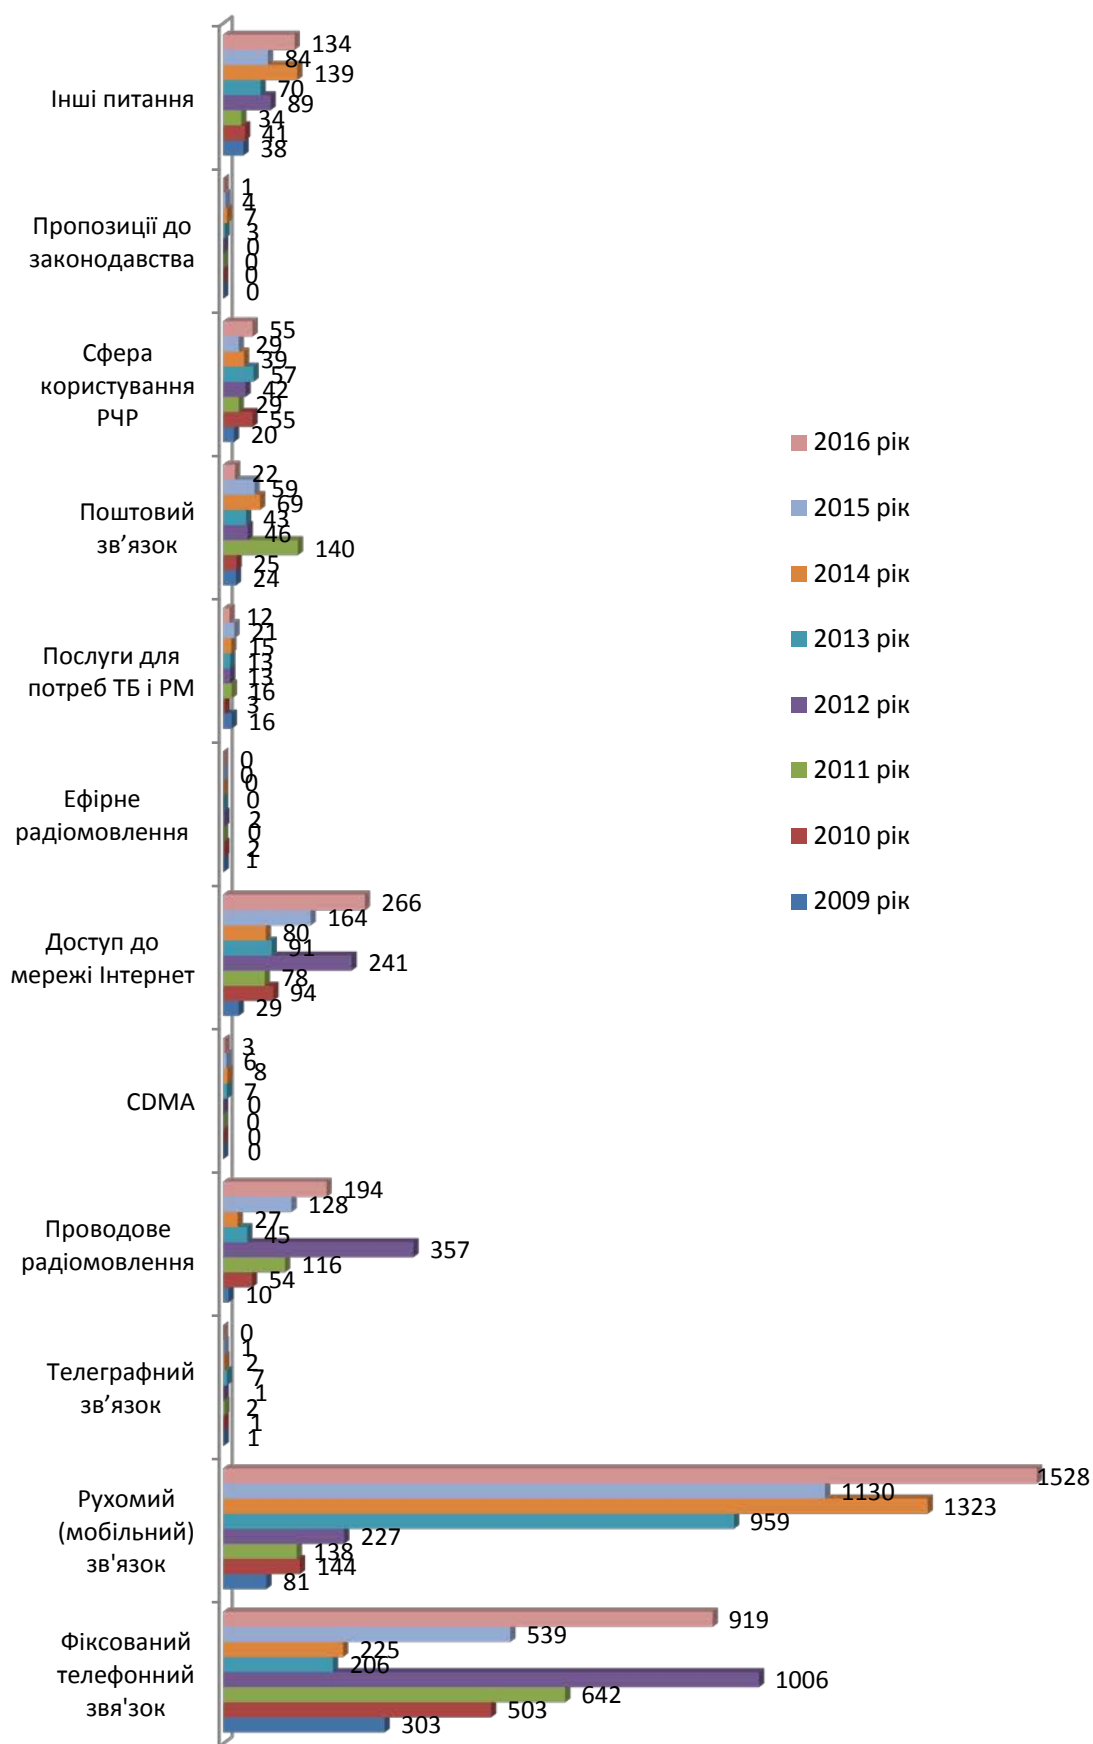 134
84
139
70
89
34
41
38
Інші питання
1
4
7
3
0
0
0
0
Пропозиції до
законодавства
55
29
39
57
42
29
55
20
Сфера
користування
РЧР
22
59
69
43
46
140
25
24
Поштовий
зв’язок
12
21
15
13
13
16
3
16
Послуги для
потреб ТБ і РМ
0
0
0
0
2
0
2
1
Ефірне
радіомовлення
266
164
80
91
241
78
94
29
Доступ до
мережі Інтернет
3
6
8
7
0
0
0
0
CDMA
194
128
27
45
357
116
54
10
Проводове
радіомовлення
0
1
2
7
1
2
1
1
Телеграфний
зв’язок
1528
1130
1323
959
227
138
144
81
Рухомий
(мобільний)
зв'язок
919
539
225
206
1006
642
503
303
Фіксований
телефонний
звя'зок
2016 рік
2015 рік
2014 рік
2013 рік
2012 рік
2011 рік
2010 рік
2009 рік